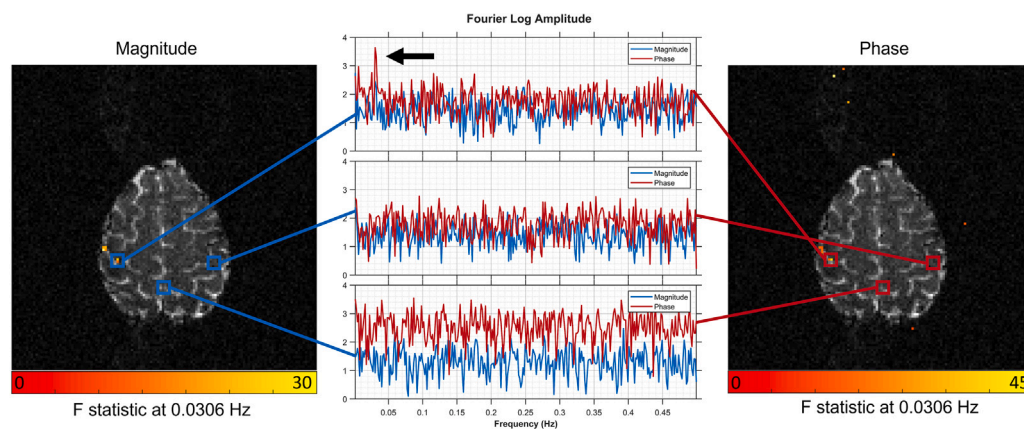 Fourier Log Amplitude
Magnitude
Phase
4
3
2
1
0
Magnitude
Phase
4
3
2
1
0
Magnitude
Phase
4
3
2
1
0
Magnitude
Phase
0.05 0.1 0.15 0.2 0.25 0.3 0.35 0.4 0.45
Frequency (Hz)
0 30
F statistic at 0.0306 Hz
0 45
F statistic at 0.0306 Hz